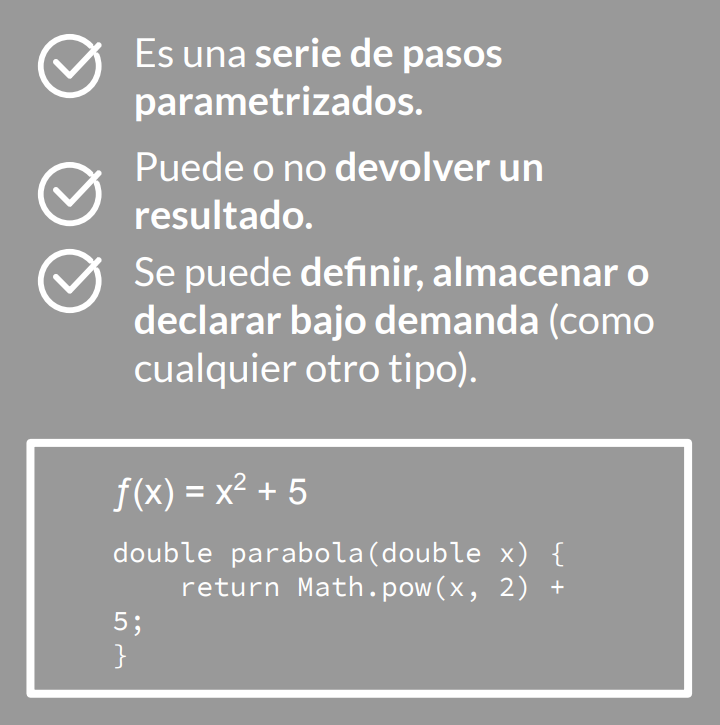 Es una serie de pasos
parametrizados.
Puede o no devolver un
resultado.
Se puede definir, almacenar o
declarar bajo demanda (como
cualquier otro tipo).
ƒ(x) = x² + 5
double parabola(double x) {
    return Math.pow(x, 2) +
5;
}